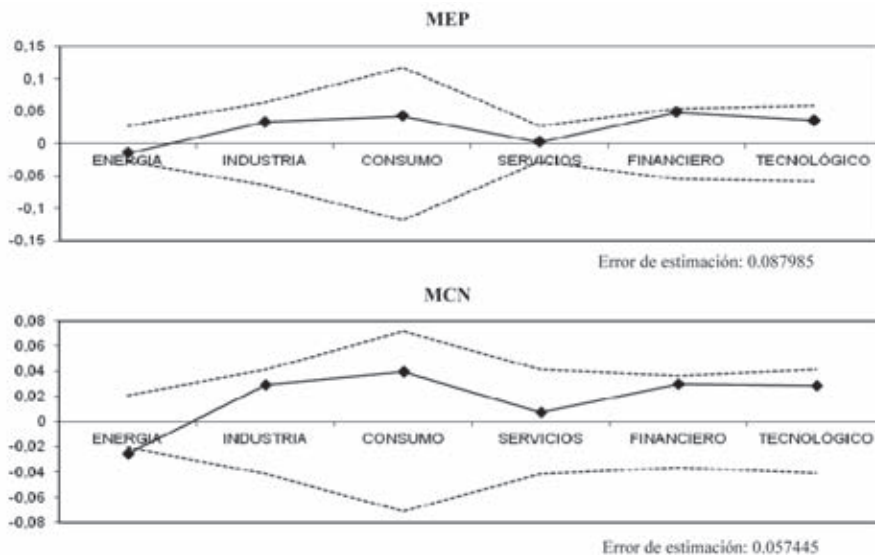 MEP
0,15
0,1
0,06
0
-0,06
-0,1
-0,15
ENERGIA INDUSTRIA CONSUMO SERVICIOS FINANCIERO TECNOLÓGICO
Error de estimación: 0.087985
MCN
0,08
0,06
0,04
0,02
0
-0,02
-0,04
-0,06
-0,08
ENERGIA INDUSTRIA CONSUMO SERVICIOS FINANCIERO TECNOLÓGICO
Error de estimación: 0.057445